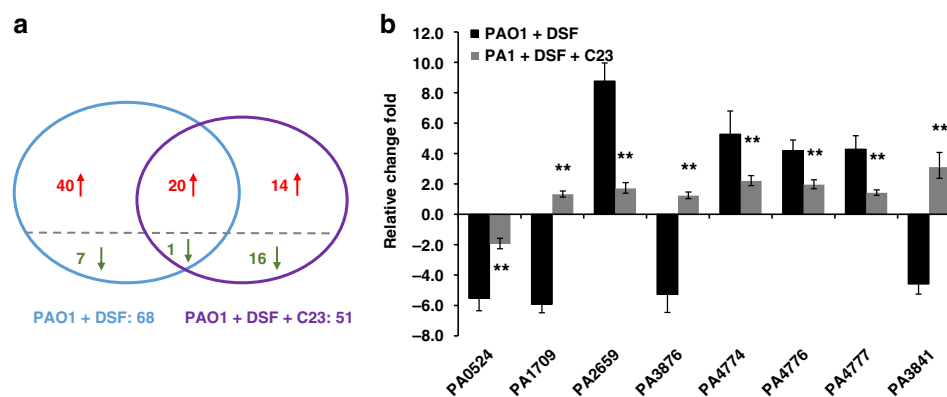 a
40
20
14
7
1
16
PAO1 + DSF: 68
PAO1 + DSF + C23: 51
b
PAO1 + DSF
PA1 + DSF + C23
Relative change fold
12.0
10.0
8.0
6.0
4.0
2.0
0.0
–2.0
–4.0
–6.0
–8.0
**
**
**
**
**
**
**
**
PA0524
PA1709
PA2659
PA3876
PA4774
PA4776
PA4777
PA3841